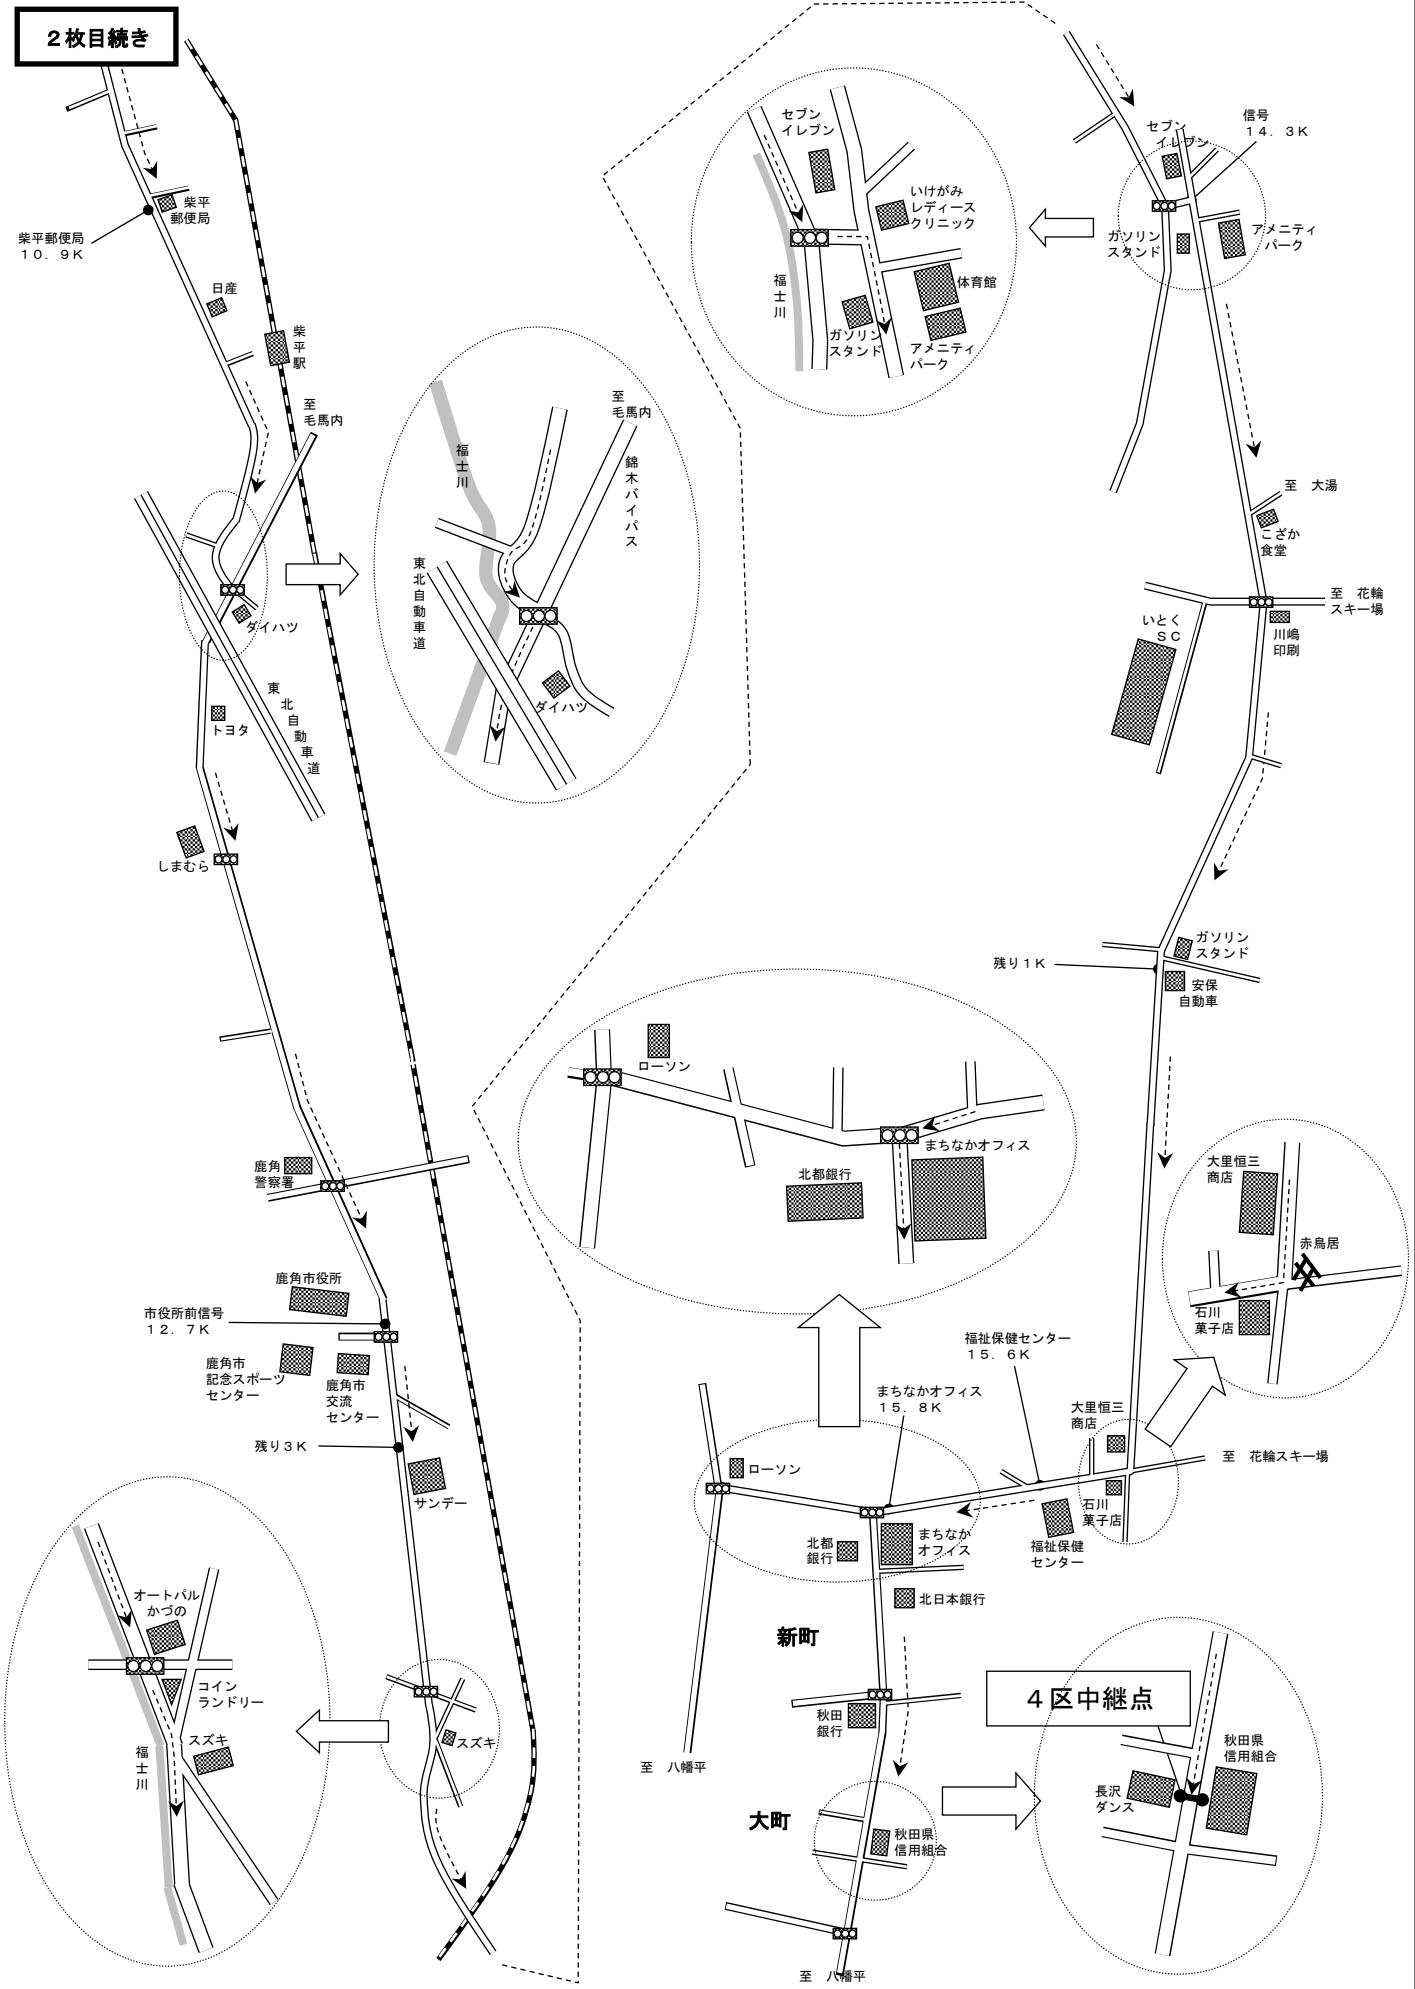 ２枚目続き
柴平
郵便局
柴平郵便局
１０．９Ｋ
日産
柴
平
駅
至
毛馬内
ダイハツ
東
北
自
動
車
道
トヨタ
しまむら
福
士
川
至
毛馬内
錦
木
バ
イ
パ
ス
東
北
自
動
車
道
ダイハツ
鹿角
警察署
鹿角市役所
市役所前信号
１２．７Ｋ
鹿角市
記念スポーツ
センター
鹿角市
交流
センター
残り３Ｋ
サンデー
スズキ
オートパル
かづの
コイン
ランドリー
スズキ
福
士
川
セブン
イレブン
いけがみ
レディース
クリニック
体育館
福
士
川
ガソリン
スタンド
アメニティ
パーク
セブン
イレブン
信号
１４．３Ｋ
ガソリン
スタンド
アメニティ
パーク
至　大湯
こざか
食堂
至　花輪
スキー場
いとく
ＳＣ
川嶋
印刷
ガソリン
スタンド
残り１Ｋ
安保
自動車
ローソン
まちなかオフィス
北都銀行
大里恒三
商店
赤鳥居
石川
菓子店
福祉保健センター
１５．６Ｋ
まちなかオフィス
１５．８Ｋ
大里恒三
商店
至　花輪スキー場
ローソン
石川
菓子店
福祉保健
センター
北都
銀行
まちなか
オフィス
北日本銀行
新町
秋田
銀行
至　八幡平
大町
秋田県
信用組合
４区中継点
秋田県
信用組合
長沢
ダンス
至　八幡平